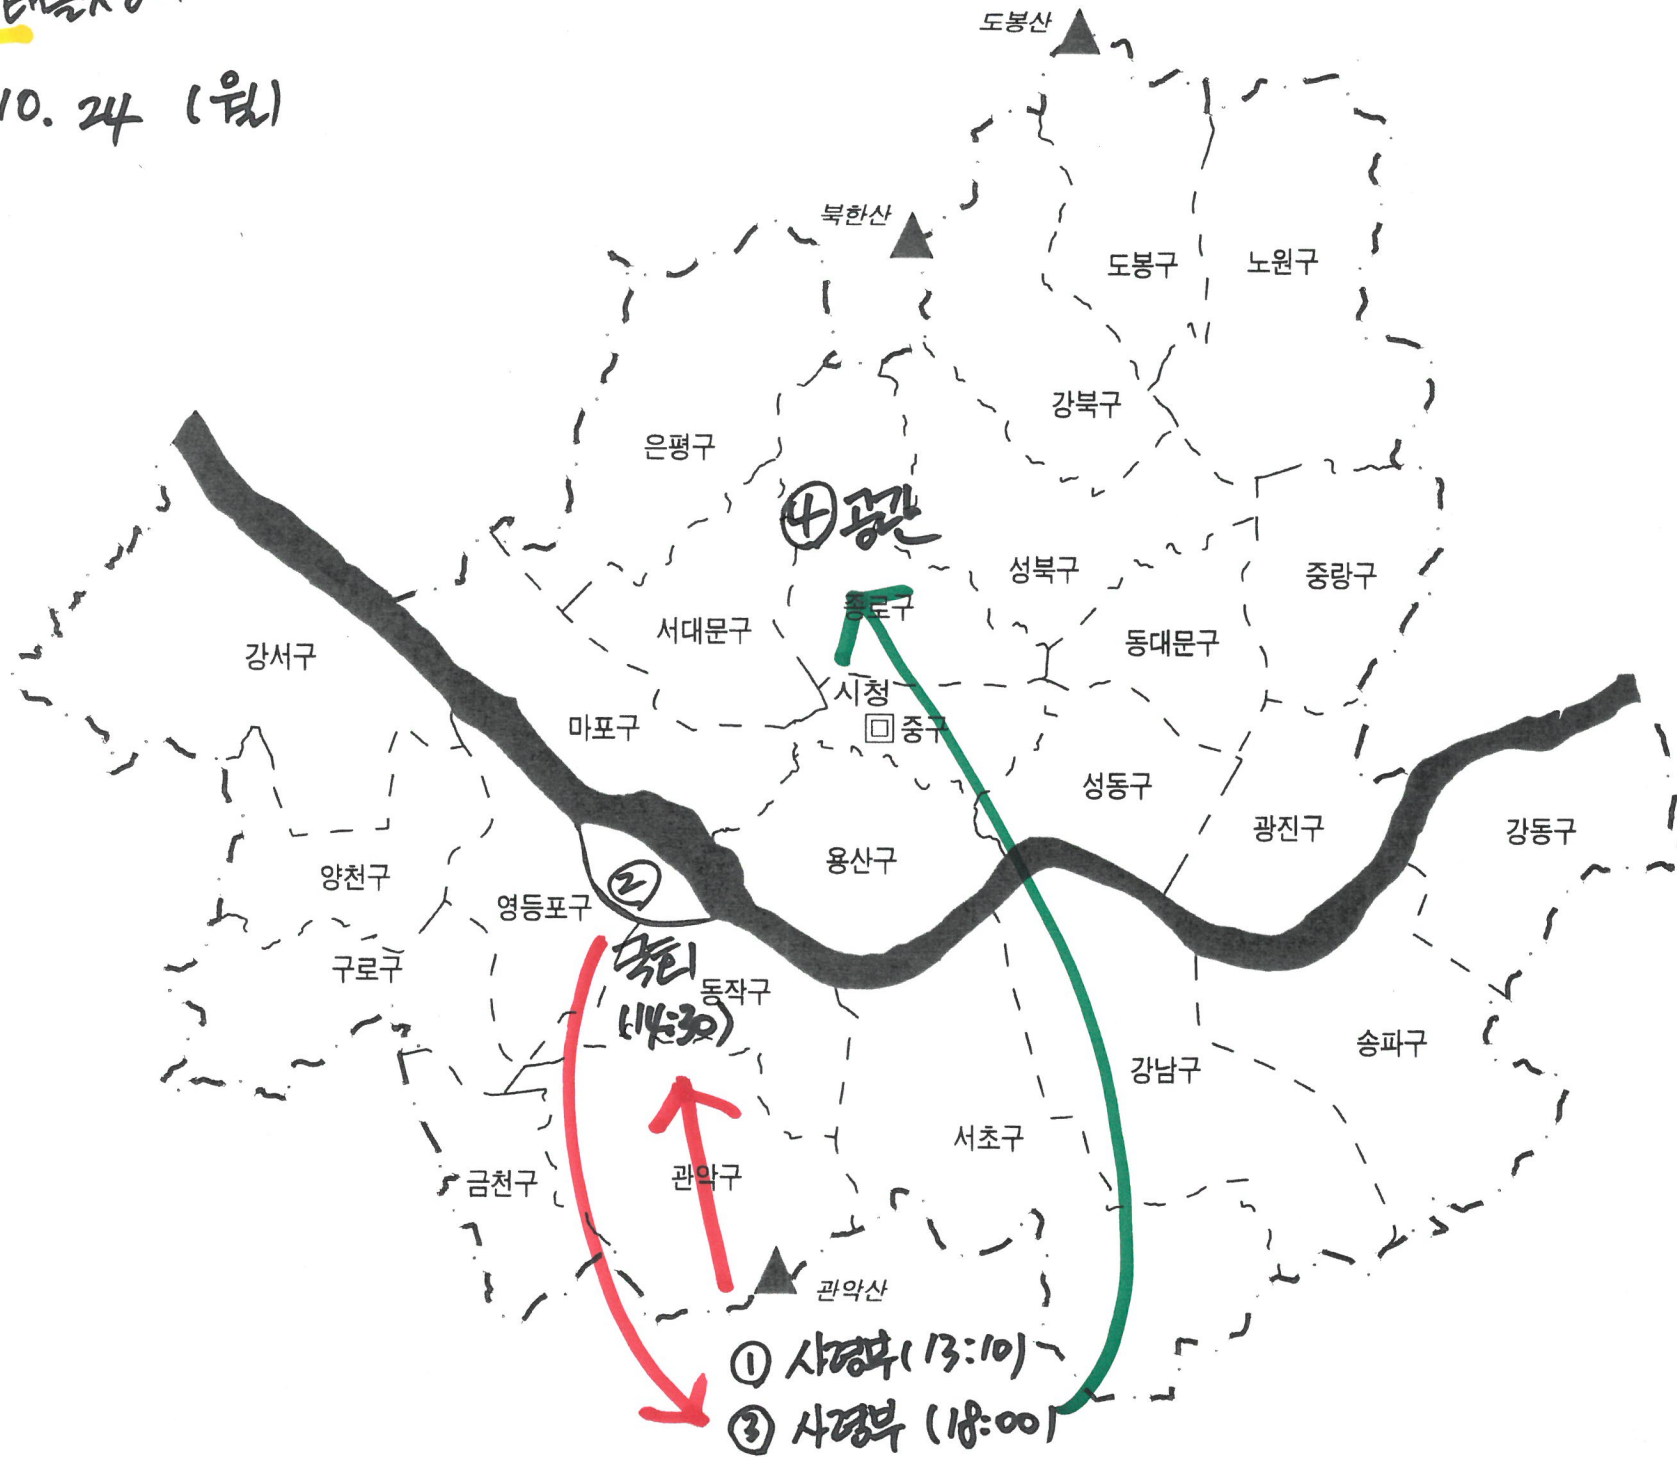 10. 24 (월)
도봉산
북한산
도봉구
노원구
강북구
은평구
④ 공관
성북구
중랑구
종로구
서대문구
동대문구
강서구
시청
마포구
중구
성동구
광진구
강동구
용산구
양천구
②
영등포구
구로구
국회
(14:30)
동작구
송파구
강남구
서초구
관악구
금천구
관악산
① 사령부 (13:10)
③ 사령부 (18:00)